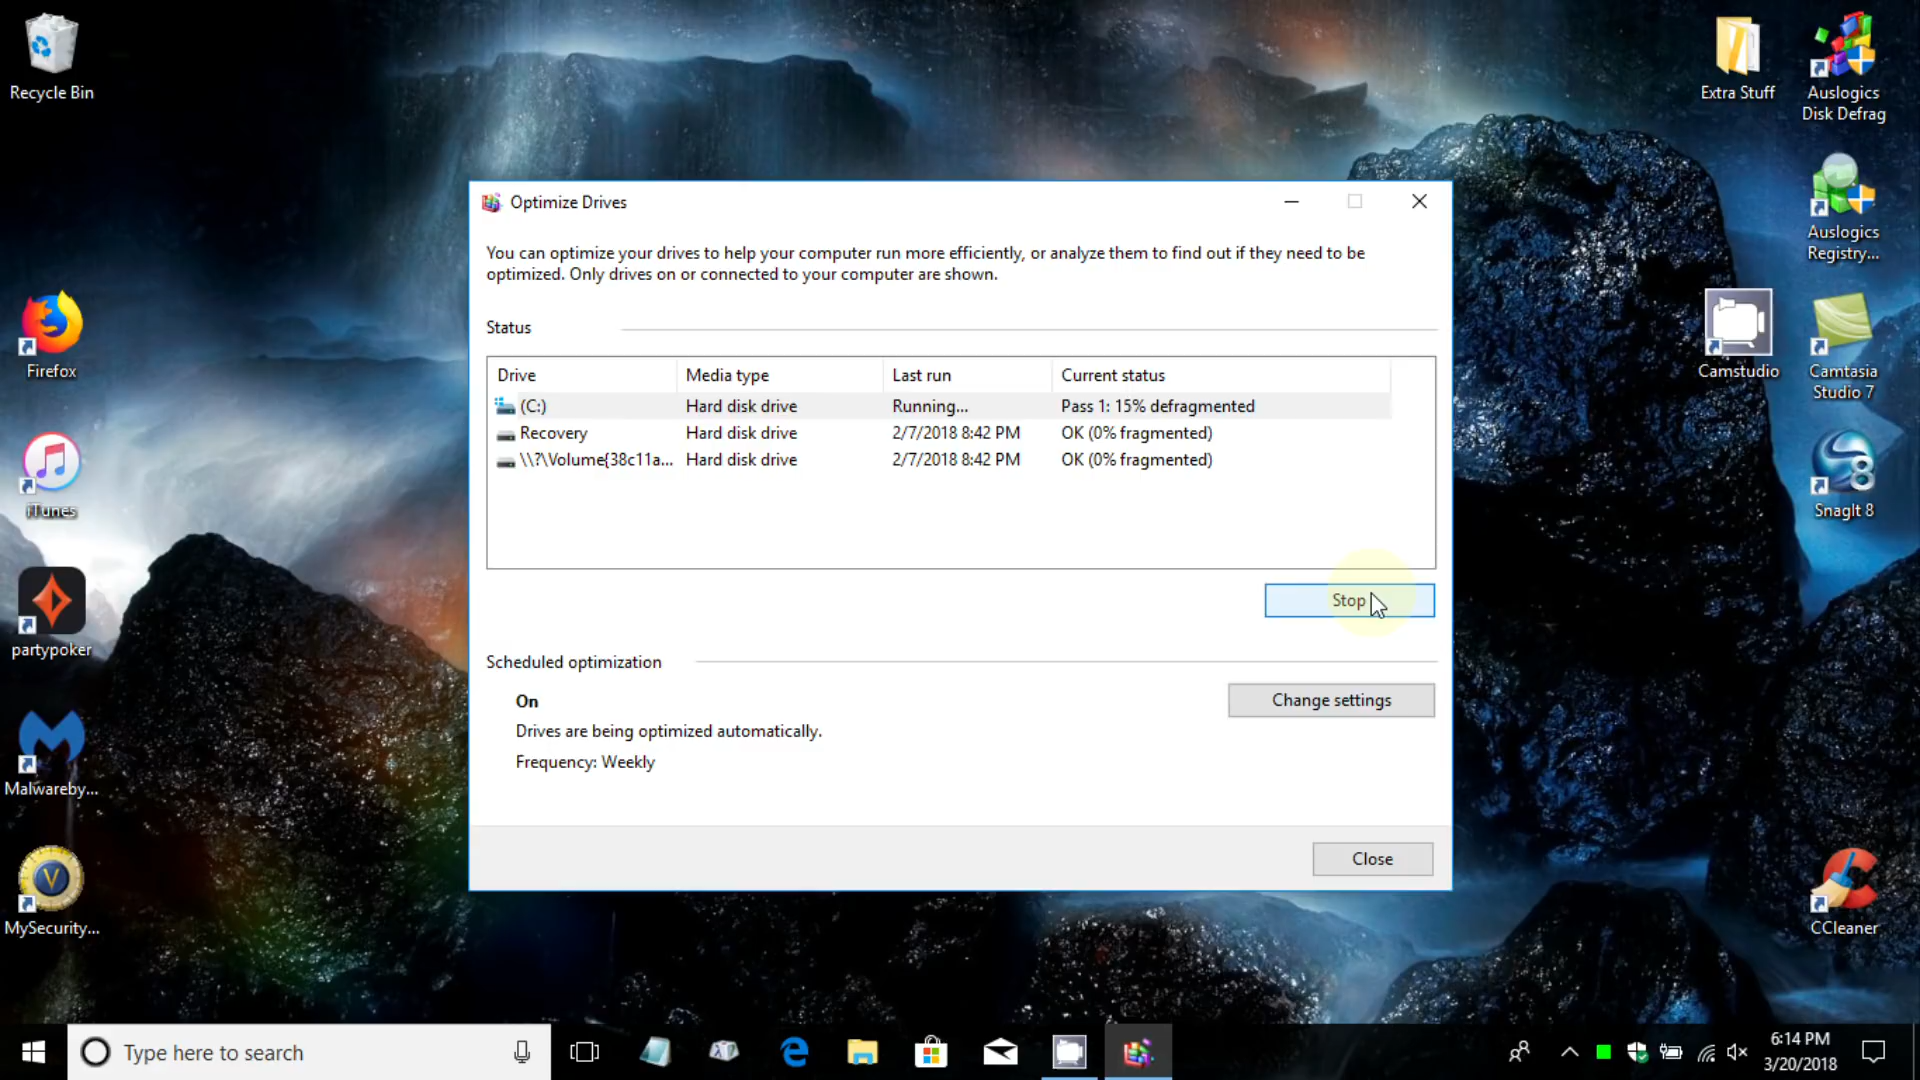 Recycle Bin
Extra Stuff
Auslogics
Disk Defrag
Auslogics
Registry...
Firefox
Camstudio
Camtasia
Studio 7
iTunes
SnagIt 8
partypoker
Malwareby...
MySecurity...
CCleaner
Optimize Drives
You can optimize your drives to help your computer run more efficiently, or analyze them to find out if they need to be
optimized. Only drives on or connected to your computer are shown.
Status
Drive Media type Last run Current status
(C:) Hard disk drive Running... Pass 1: 15% defragmented
Recovery Hard disk drive 2/7/2018 8:42 PM OK (0% fragmented)
\\?\Volume{38c11a... Hard disk drive 2/7/2018 8:42 PM OK (0% fragmented)
Stop
Scheduled optimization
On
Change settings
Drives are being optimized automatically.
Frequency: Weekly
Close
Type here to search
6:14 PM
3/20/2018